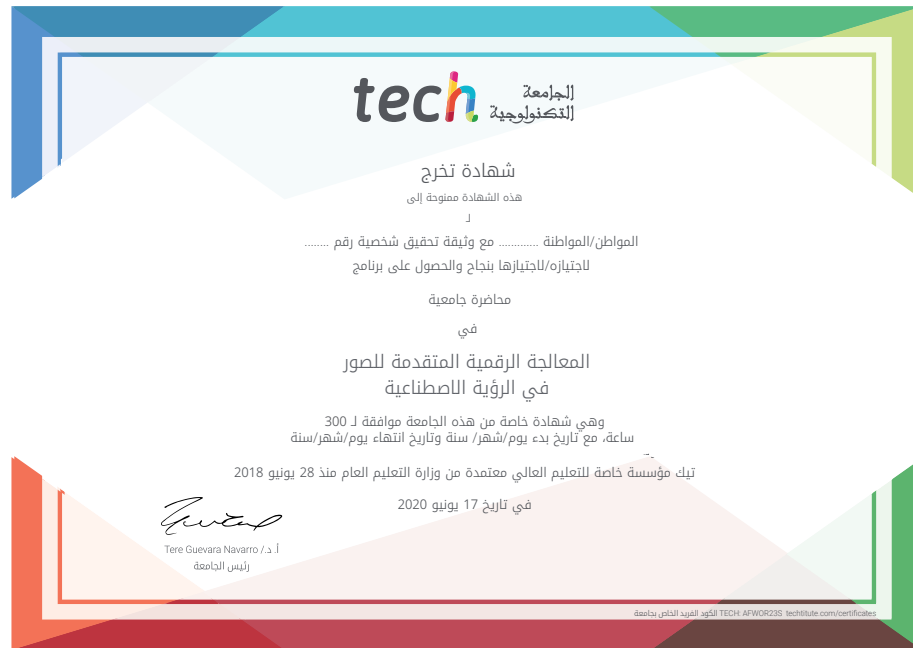 tech الجامعة
التكنولوجية
شهادة تخرج
هذه الشهادة ممنوحة إلى
لـ
المواطن/المواطنة ............ مع وثيقة تحقيق شخصية رقم ........
لاجتيازه/لاجتيازها بنجاح والحصول على برنامج
محاضرة جامعية
في
المعالجة الرقمية المتقدمة للصور
في الرؤية الاصطناعية
وهي شهادة خاصة من هذه الجامعة موافقة لـ 300
ساعة، مع تاريخ بدء يوم/شهر/ سنة وتاريخ انتهاء يوم/شهر/سنة
تيك مؤسسة خاصة للتعليم العالي معتمدة من وزارة التعليم العام منذ 28 يونيو 2018
في تاريخ 17 يونيو 2020
أ. د./ Tere Guevara Navarro
رئيس الجامعة
الكود الفريد الخاص بجامعة TECH: AFWOR23S techtitute.com/certificates